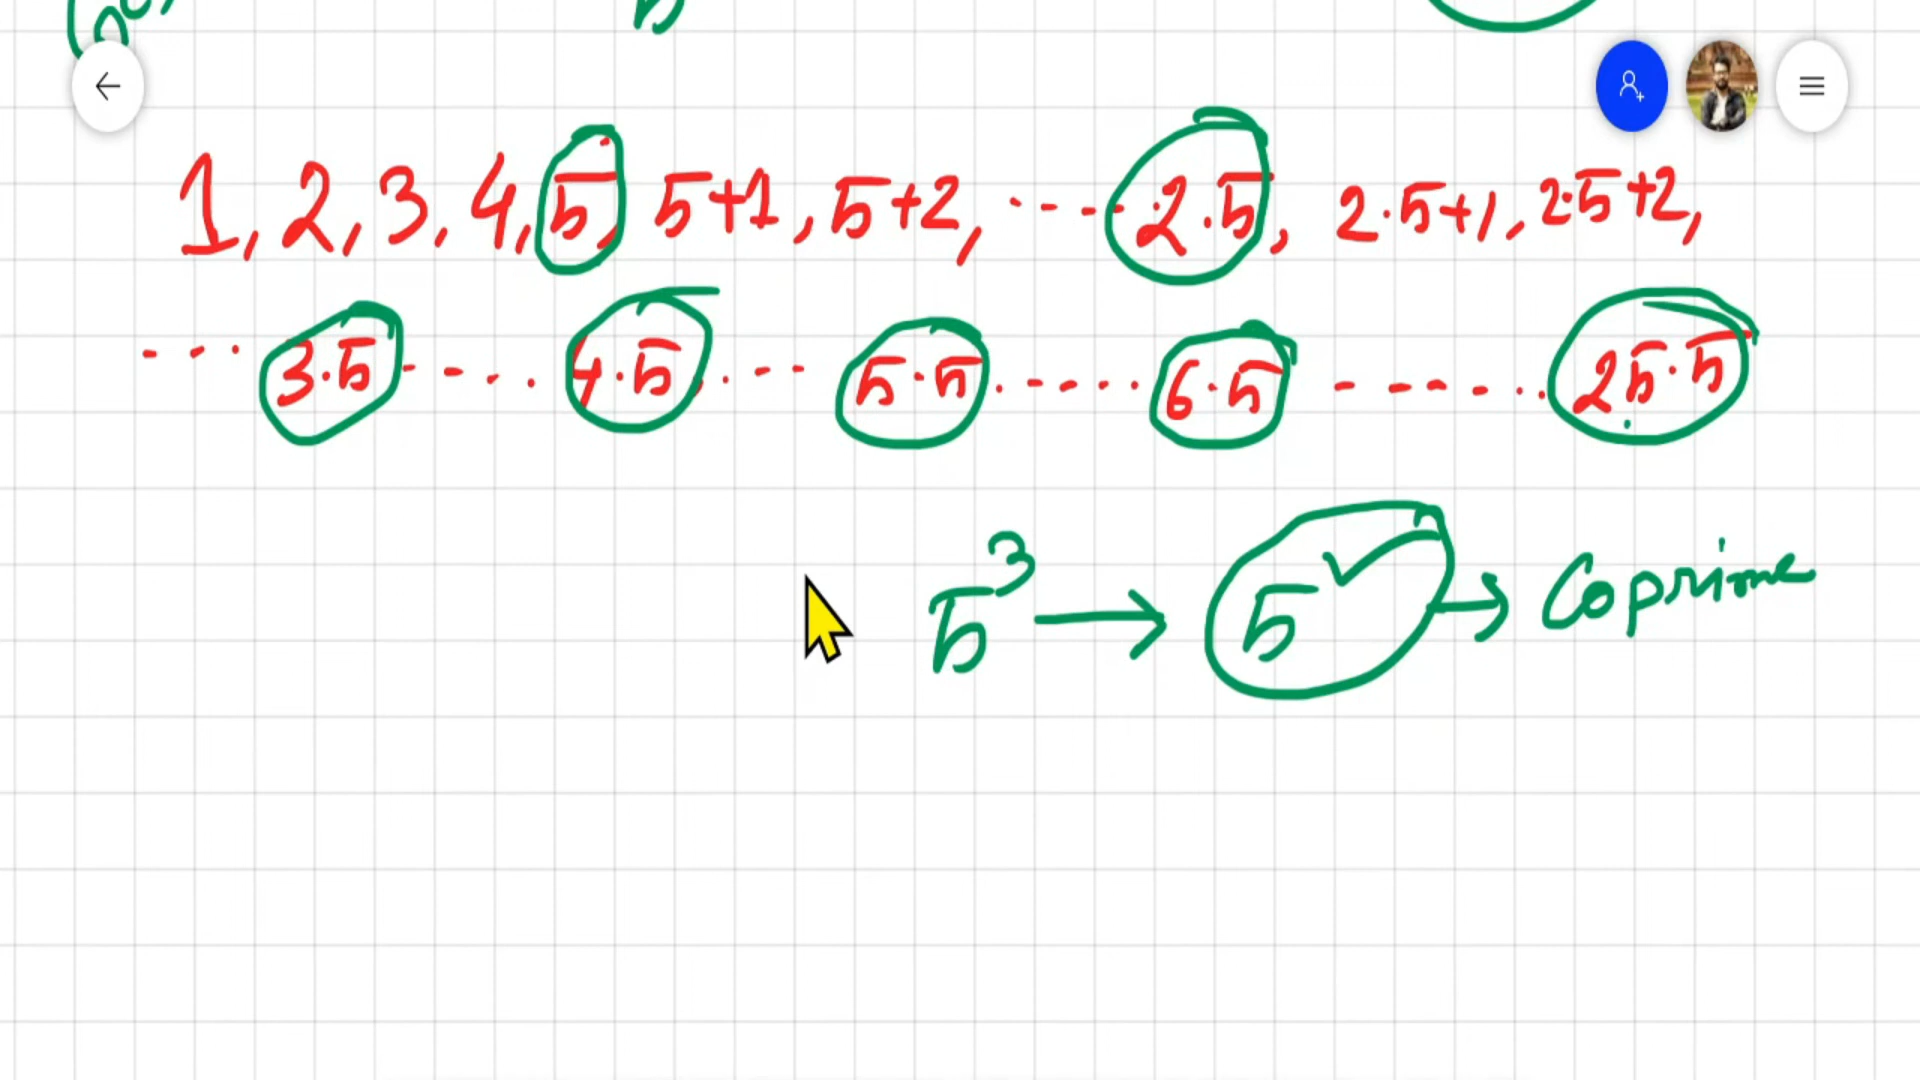 1, 2, 3, 4, 5, 5+1, 5+2, ---- 2.5, 2.5+1, 2.5+2,
... 3.5 .... 4.5 .... 5.5 ..... 6.5 ------.. 25.5
5³ → 5 ✓ → Coprime